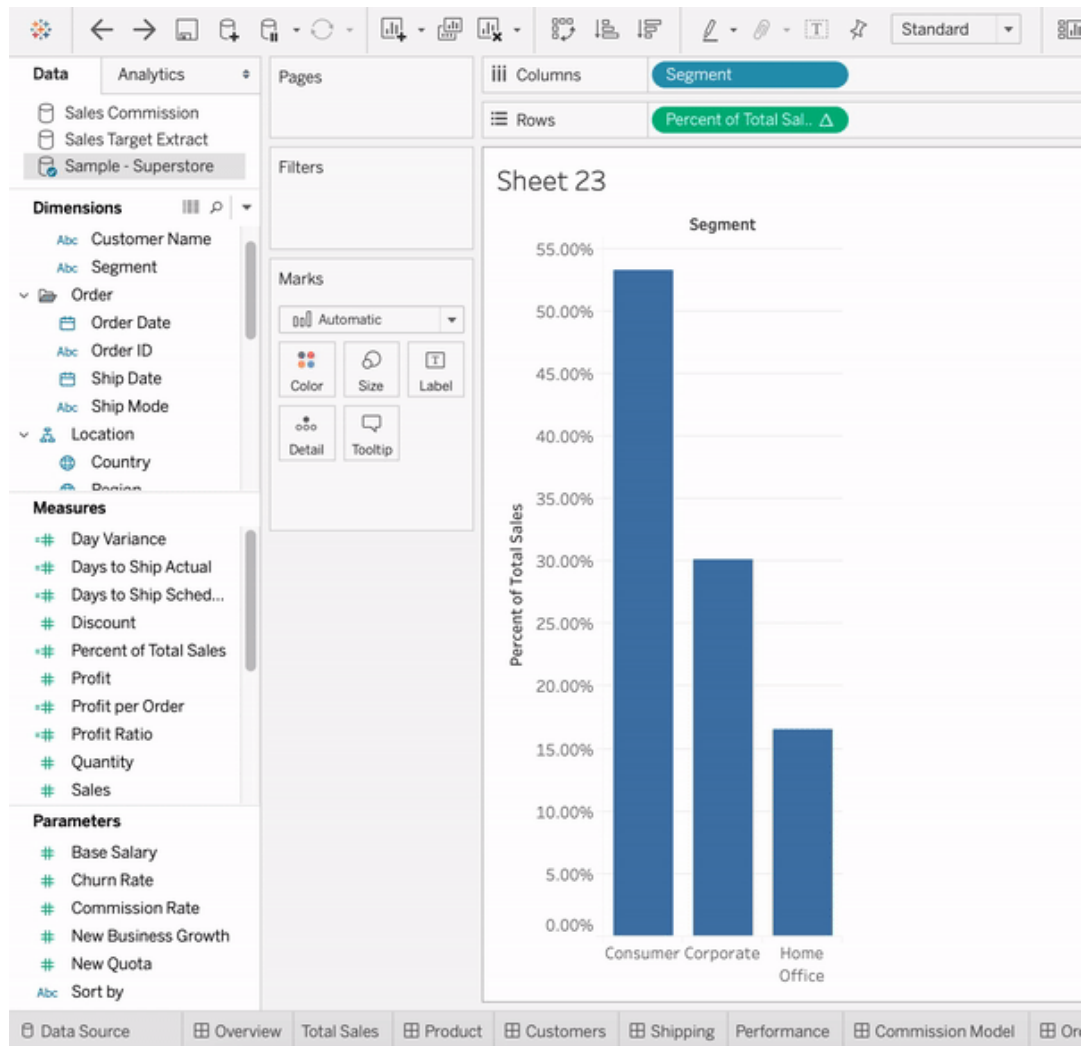 Standard
Data
Analytics
Sales Commission
Sales Target Extract
Sample - Superstore
Dimensions
Abc Customer Name
Abc Segment
Order
Order Date
Abc Order ID
Ship Date
Abc Ship Mode
Location
Country
Region
Measures
Day Variance
Days to Ship Actual
Days to Ship Sched...
Discount
Percent of Total Sales
Profit
Profit per Order
Profit Ratio
Quantity
Sales
Parameters
Base Salary
Churn Rate
Commission Rate
New Business Growth
New Quota
Abc Sort by
Pages
Filters
Marks
Automatic
Color
Size
Label
Detail
Tooltip
Columns
Segment
Rows
Percent of Total Sal..
Sheet 23
Segment
55.00%
50.00%
45.00%
40.00%
35.00%
30.00%
25.00%
20.00%
15.00%
10.00%
5.00%
0.00%
Percent of Total Sales
Consumer
Corporate
Home
Office
Data Source
Overview
Total Sales
Product
Customers
Shipping
Performance
Commission Model